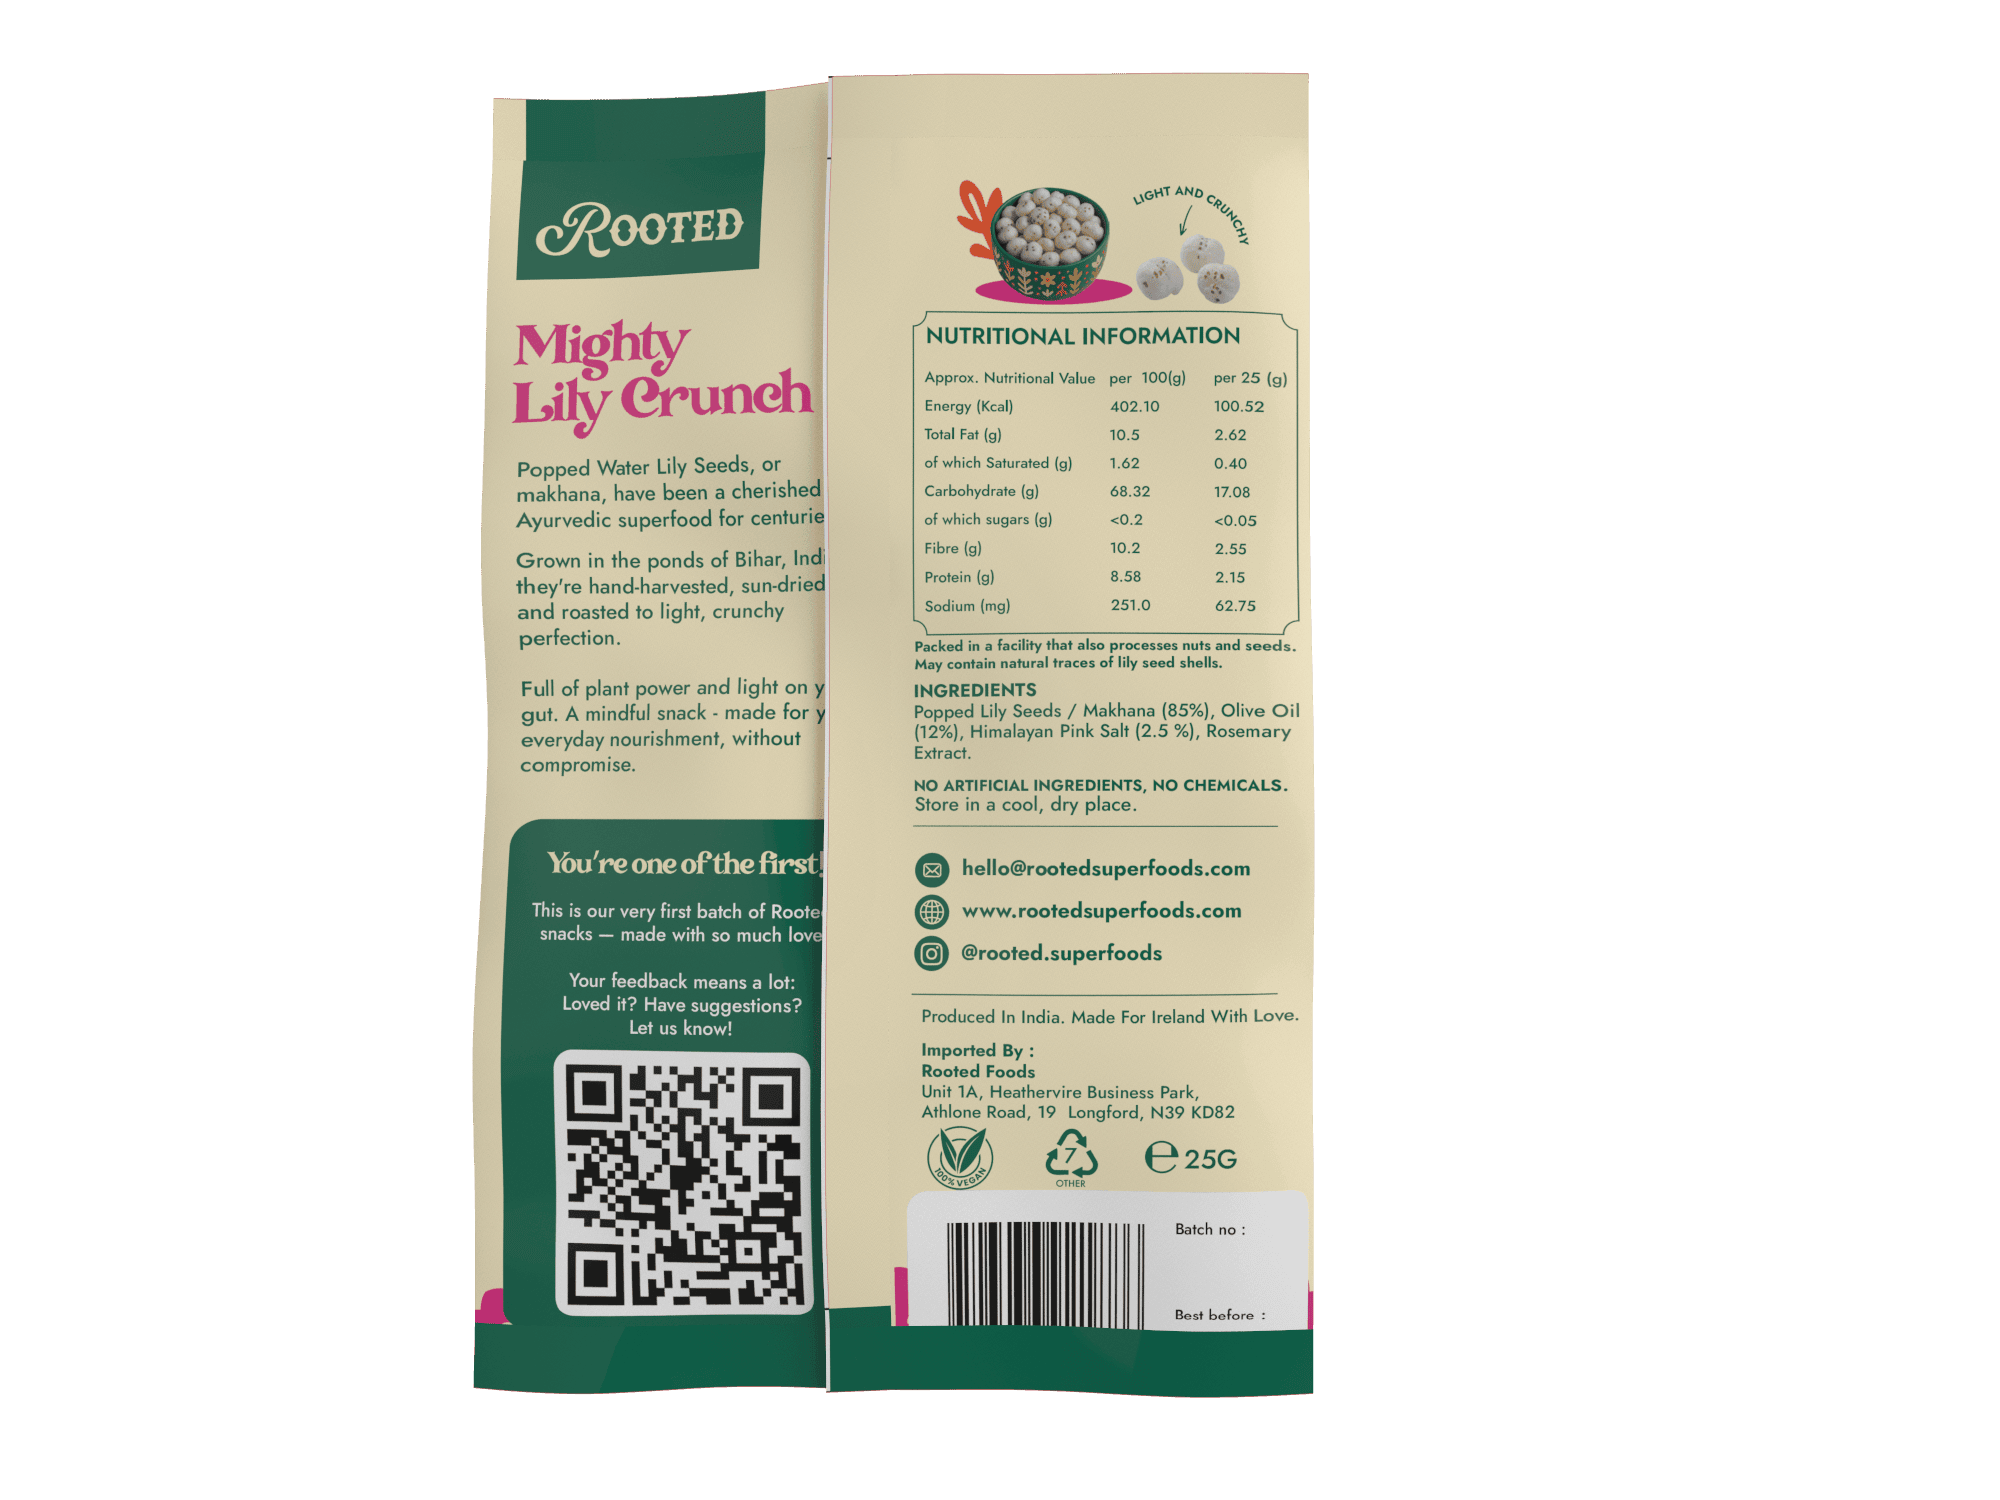 ROOTED
Mighty
Lily Crunch
Popped Water Lily Seeds, or
makhana, have been a cherished
Ayurvedic superfood for centurie
Grown in the ponds of Bihar, Indi
they're hand-harvested, sun-dried
and roasted to light, crunchy
perfection.
Full of plant power and light on y
gut. A mindful snack - made for y
everyday nourishment, without
compromise.
You're one of the first!
This is our very first batch of Roote
snacks — made with so much love
Your feedback means a lot:
Loved it? Have suggestions?
Let us know!
LIGHT AND CRUNCHY
NUTRITIONAL INFORMATION
Approx. Nutritional Value per 100(g) per 25 (g)
Energy (Kcal) 402.10 100.52
Total Fat (g) 10.5 2.62
of which Saturated (g) 1.62 0.40
Carbohydrate (g) 68.32 17.08
of which sugars (g) <0.2 <0.05
Fibre (g) 10.2 2.55
Protein (g) 8.58 2.15
Sodium (mg) 251.0 62.75
Packed in a facility that also processes nuts and seeds.
May contain natural traces of lily seed shells.
INGREDIENTS
Popped Lily Seeds / Makhana (85%), Olive Oil
(12%), Himalayan Pink Salt (2.5 %), Rosemary
Extract.
NO ARTIFICIAL INGREDIENTS, NO CHEMICALS.
Store in a cool, dry place.
hello@rootedsuperfoods.com
www.rootedsuperfoods.com
@rooted.superfoods
Produced In India. Made For Ireland With Love.
Imported By :
Rooted Foods
Unit 1A, Heathervire Business Park,
Athlone Road, 19 Longford, N39 KD82
100% VEGAN
7
OTHER
℮ 25G
Batch no :
Best before :